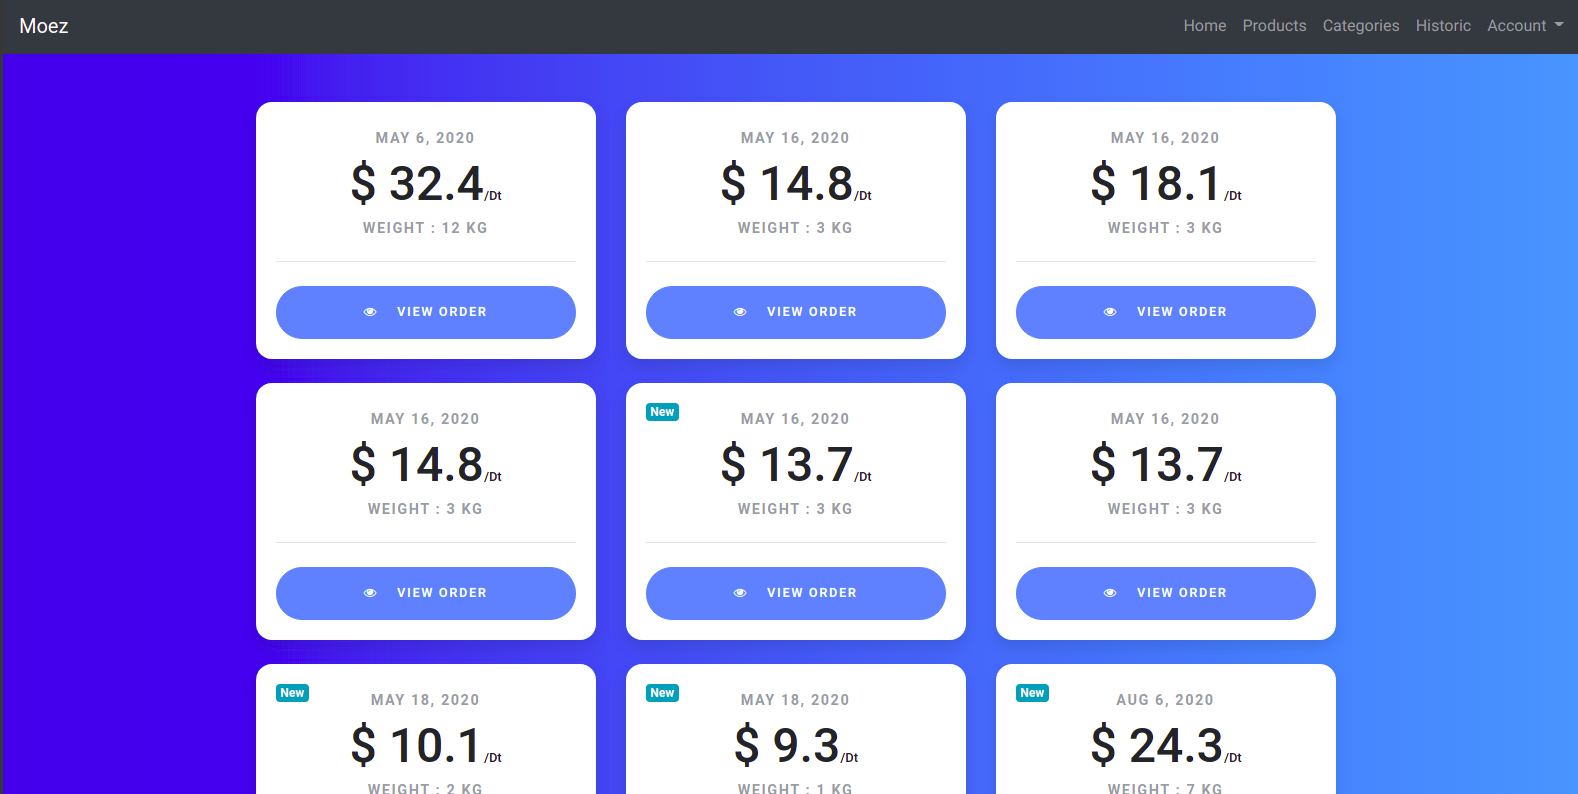 Moez Home Products Categories Historic Account
MAY 6, 2020
$ 32.4/Dt
WEIGHT : 12 KG
VIEW ORDER
MAY 16, 2020
$ 14.8/Dt
WEIGHT : 3 KG
VIEW ORDER
MAY 16, 2020
$ 18.1/Dt
WEIGHT : 3 KG
VIEW ORDER
MAY 16, 2020
$ 14.8/Dt
WEIGHT : 3 KG
VIEW ORDER
New
MAY 16, 2020
$ 13.7/Dt
WEIGHT : 3 KG
VIEW ORDER
MAY 16, 2020
$ 13.7/Dt
WEIGHT : 3 KG
VIEW ORDER
New
MAY 18, 2020
$ 10.1/Dt
WEIGHT : 2 KG
New
MAY 18, 2020
$ 9.3/Dt
WEIGHT : 1 KG
New
AUG 6, 2020
$ 24.3/Dt
WEIGHT : 7 KG